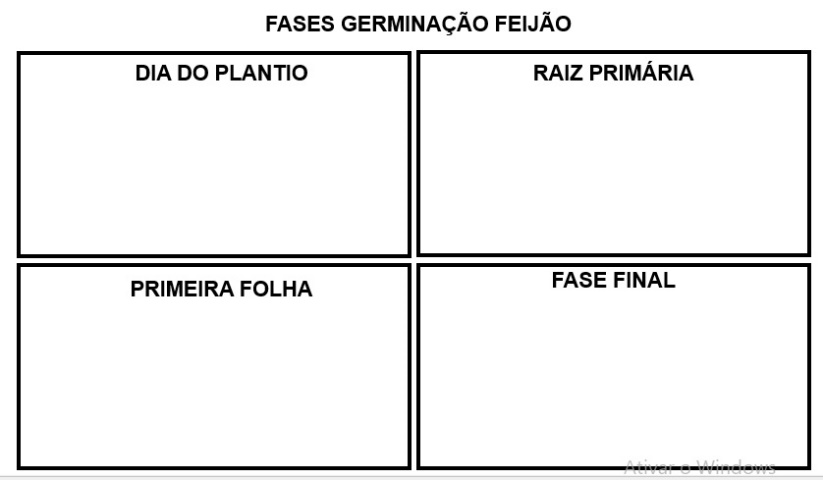 FASES GERMINAÇÃO FEIJÃO
DIA DO PLANTIO
RAIZ PRIMÁRIA
PRIMEIRA FOLHA
FASE FINAL
Ativar o Windows